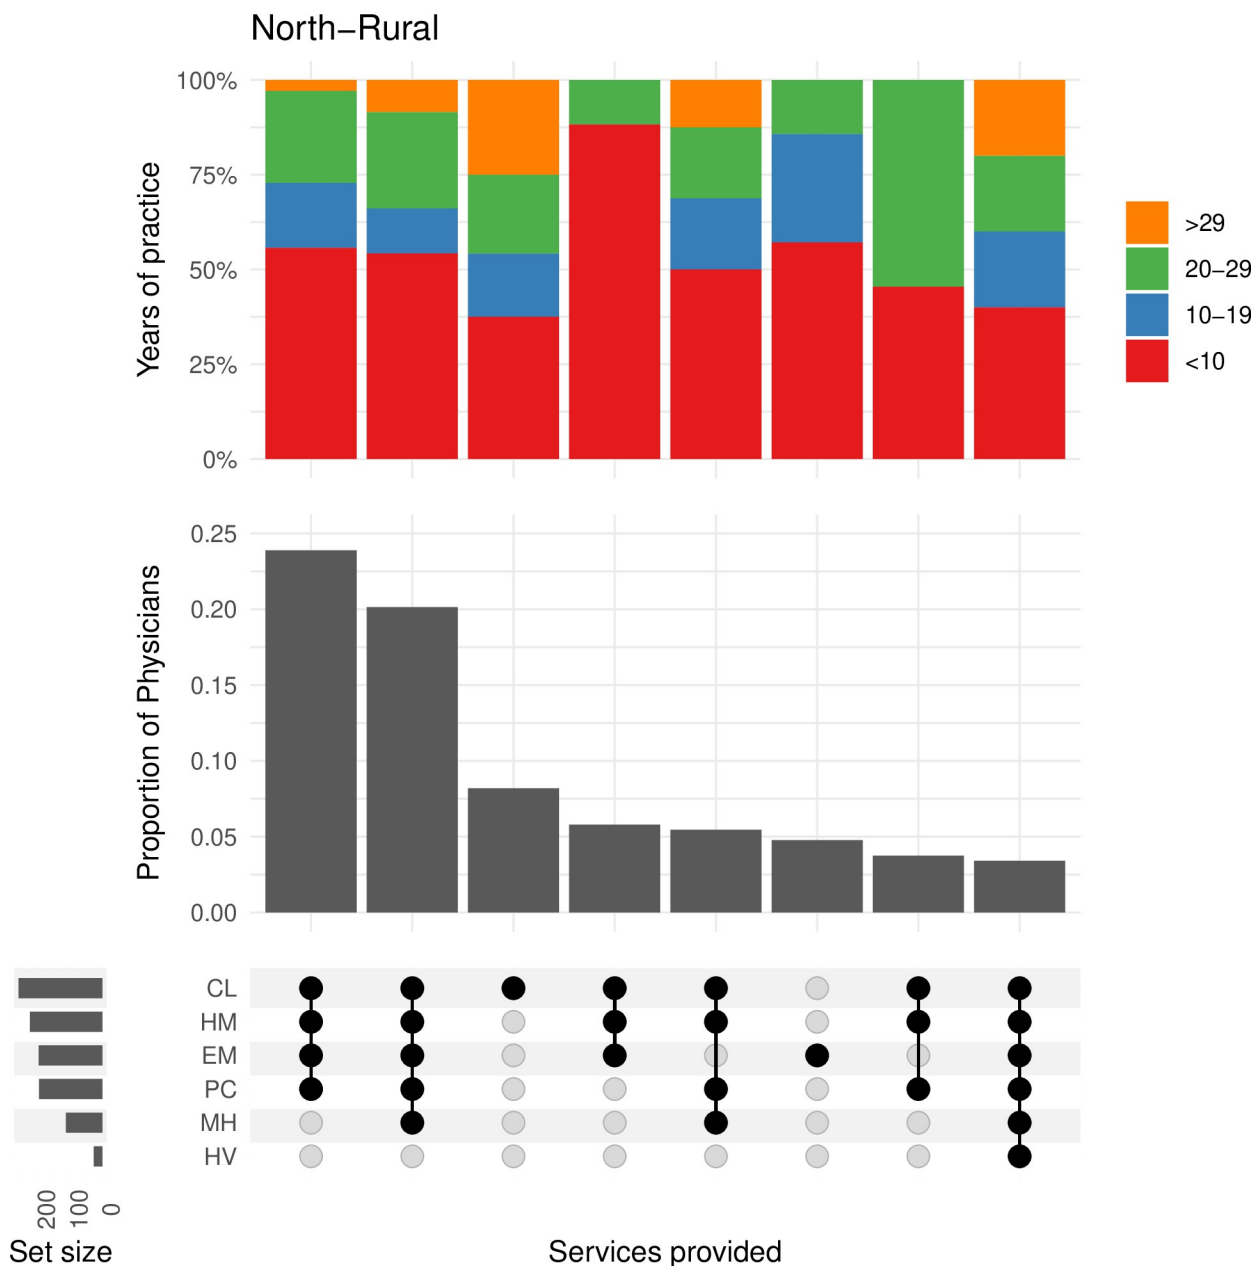 North−Rural
100%
75%
50%
25%
0%
Years of practice
>29
20−29
10−19
<10
0.25
0.20
0.15
0.10
0.05
0.00
Proportion of Physicians
CL
HM
EM
PC
MH
HV
200
100
0
Set size
Services provided